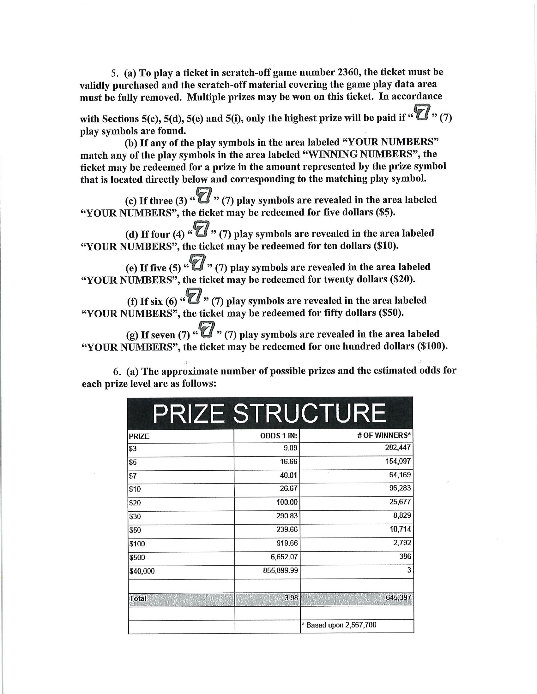 5. (a) To play a ticket in scratch-off game number 2360, the ticket must be
validly purchased and the scratch-off material covering the game play data area
must be fully removed. Multiple prizes may be won on this ticket. In accordance
with Sections 5(c), 5(d), 5(e) and 5(i), only the highest prize will be paid if “7” (7)
play symbols are found.
(b) If any of the play symbols in the area labeled “YOUR NUMBERS”
match any of the play symbols in the area labeled “WINNING NUMBERS”, the
ticket may be redeemed for a prize in the amount represented by the prize symbol
that is located directly below and corresponding to the matching play symbol.
(c) If three (3) “7” (7) play symbols are revealed in the area labeled
“YOUR NUMBERS”, the ticket may be redeemed for five dollars ($5).
(d) If four (4) “7” (7) play symbols are revealed in the area labeled
“YOUR NUMBERS”, the ticket may be redeemed for ten dollars ($10).
(e) If five (5) “7” (7) play symbols are revealed in the area labeled
“YOUR NUMBERS”, the ticket may be redeemed for twenty dollars ($20).
(f) If six (6) “7” (7) play symbols are revealed in the area labeled
“YOUR NUMBERS”, the ticket may be redeemed for fifty dollars ($50).
(g) If seven (7) “7” (7) play symbols are revealed in the area labeled
“YOUR NUMBERS”, the ticket may be redeemed for one hundred dollars ($100).
6. (a) The approximate number of possible prizes and the estimated odds for
each prize level are as follows:
PRIZE STRUCTURE
PRIZE ODDS 1 IN: # OF WINNERS*
$3 9.09 282,447
$5 16.66 154,097
$7 40.01 64,169
$10 26.67 96,283
$20 100.00 25,677
$30 290.83 8,829
$50 239.66 10,714
$100 919.66 2,792
$500 6,652.07 386
$40,000 855,899.99 3
Total 3.98 645,397
* Based upon 2,567,700